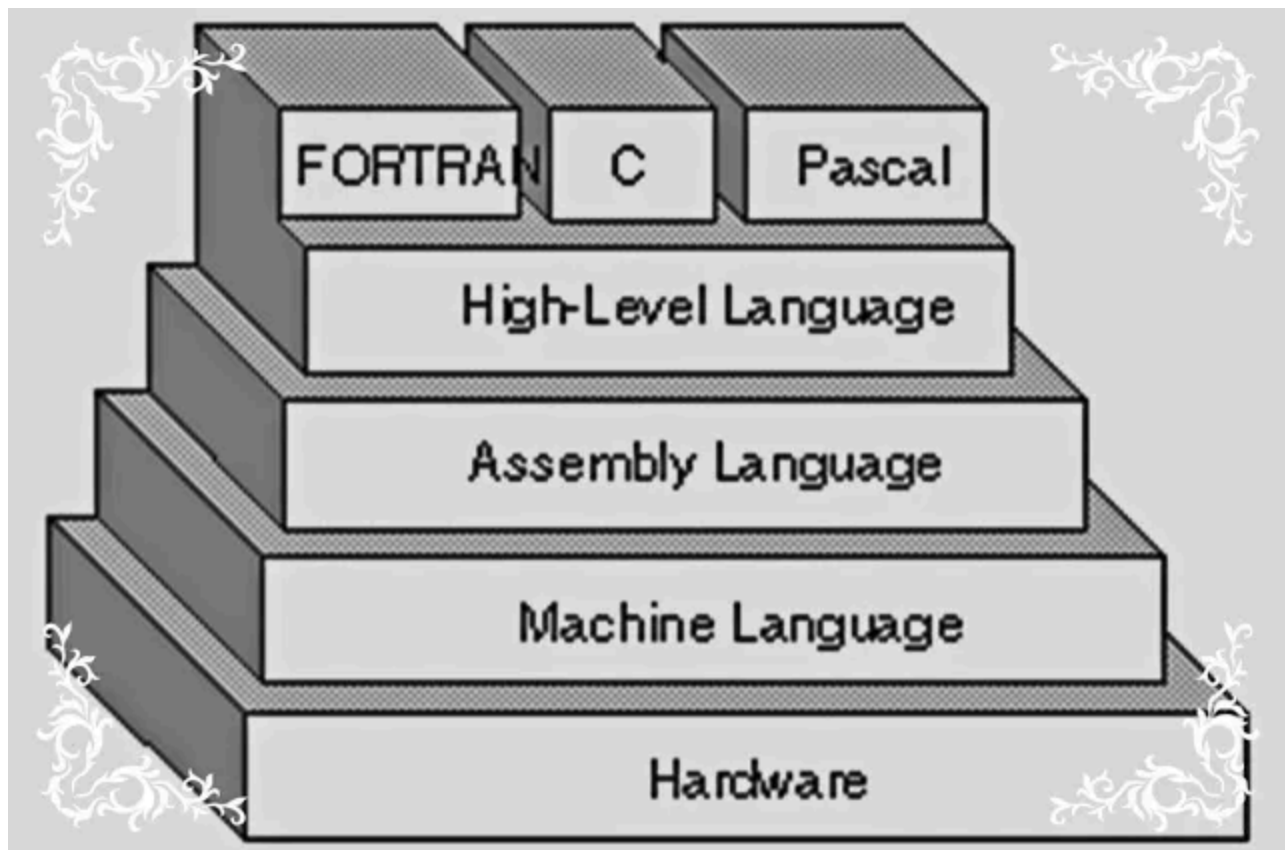 FORTRAN C Pascal
High-Level Language
Assembly Language
Machine Language
Hardware